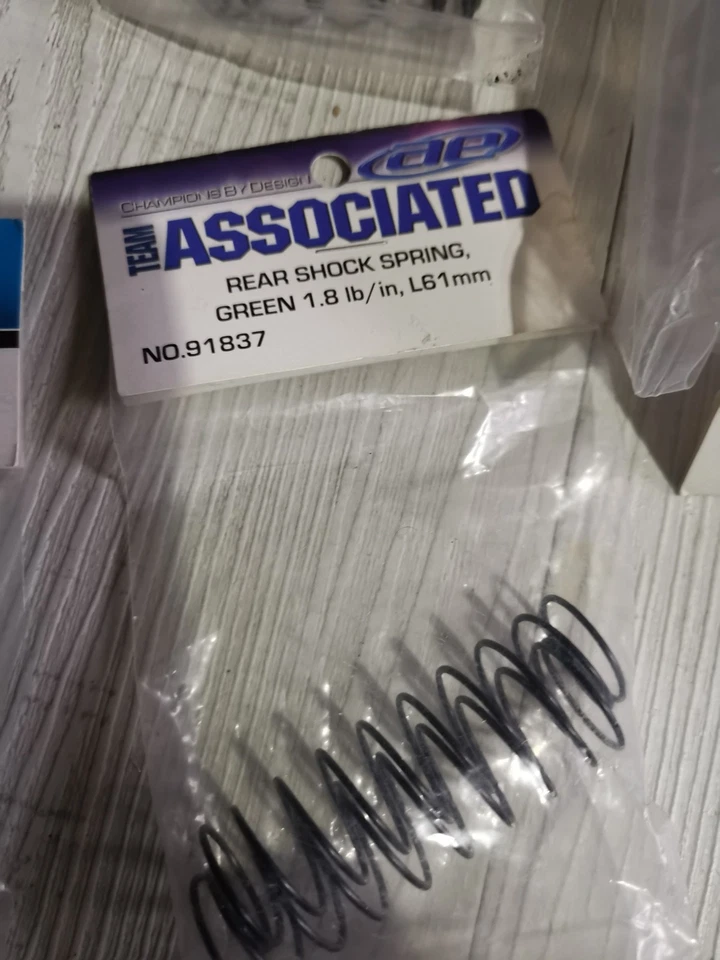 CHAMPIONS BY DESIGN
ae
TEAM ASSOCIATED
REAR SHOCK SPRING,
GREEN 1.8 lb/in, L61mm
NO.91837